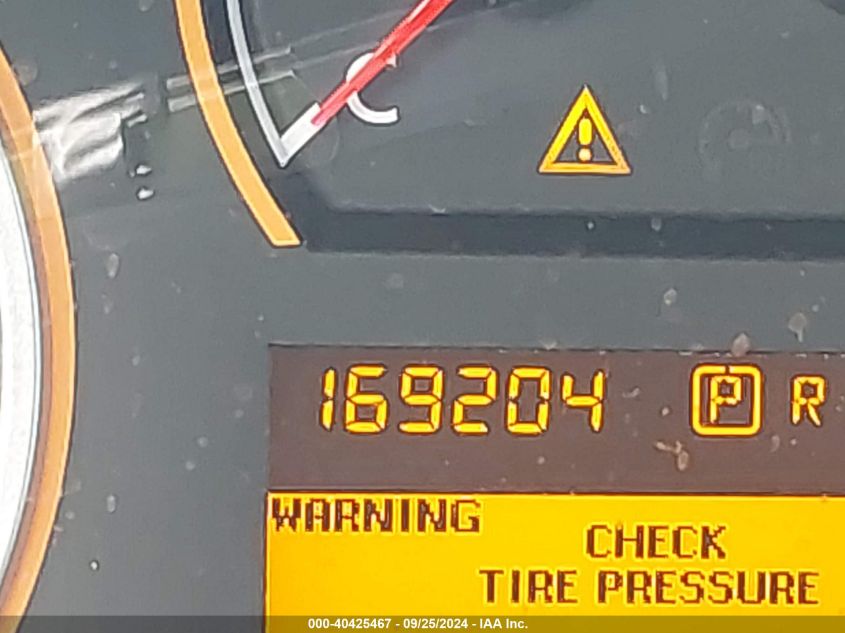 C
169204 P R
WARNING
CHECK
TIRE PRESSURE
000-40425467 - 09/25/2024 - IAA Inc.